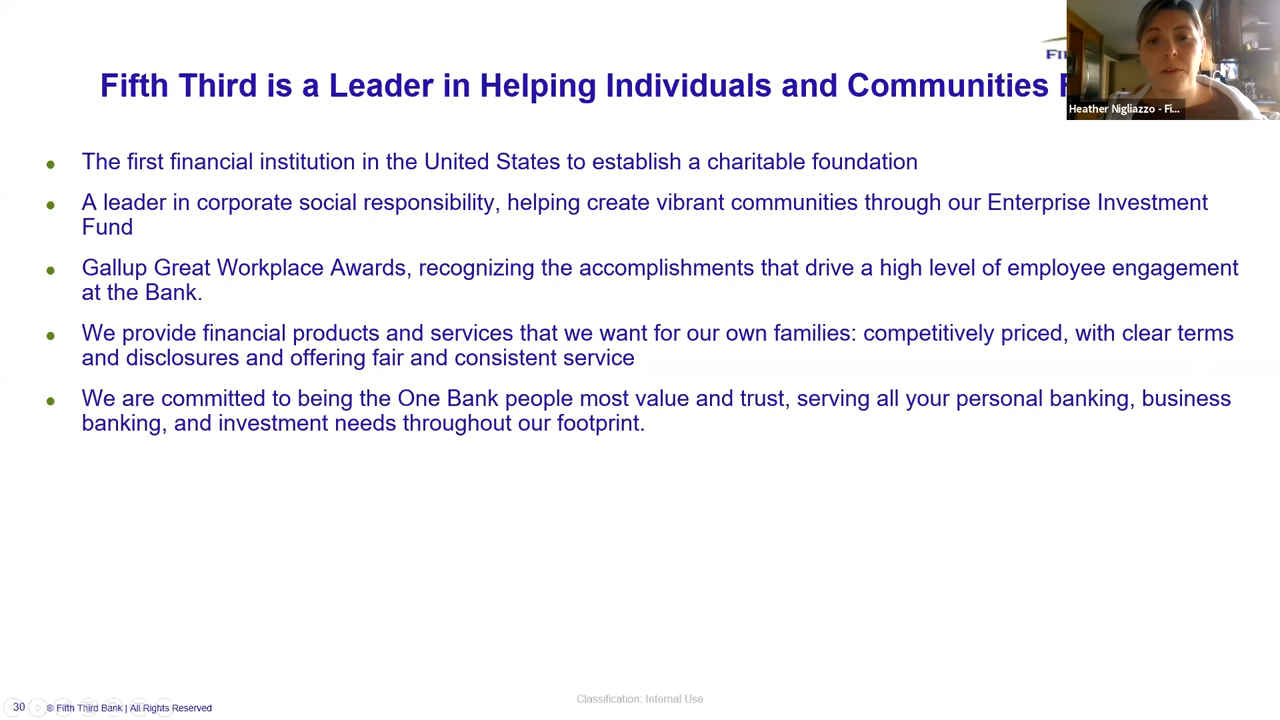 Fifth Third is a Leader in Helping Individuals and Communities
Heather Nigliazzo - Fi...
The first financial institution in the United States to establish a charitable foundation
A leader in corporate social responsibility, helping create vibrant communities through our Enterprise Investment
Fund
Gallup Great Workplace Awards, recognizing the accomplishments that drive a high level of employee engagement
at the Bank.
We provide financial products and services that we want for our own families: competitively priced, with clear terms
and disclosures and offering fair and consistent service
We are committed to being the One Bank people most value and trust, serving all your personal banking, business
banking, and investment needs throughout our footprint.
Classification: Internal Use
30 © Fifth Third Bank | All Rights Reserved